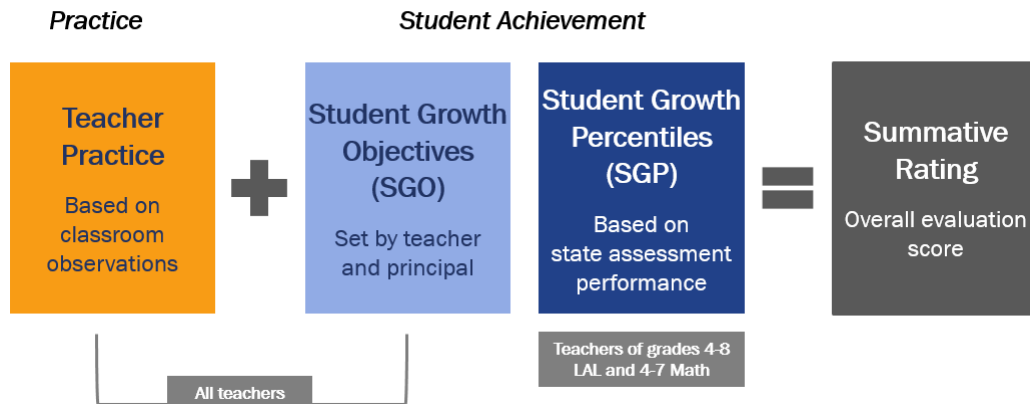 Practice
Student Achievement
Teacher
Practice
Based on
classroom
observations
Student Growth
Objectives
(SGO)
Set by teacher
and principal
Student Growth
Percentiles
(SGP)
Based on
state assessment
performance
Summative
Rating
Overall evaluation
score
All teachers
Teachers of grades 4-8
LAL and 4-7 Math